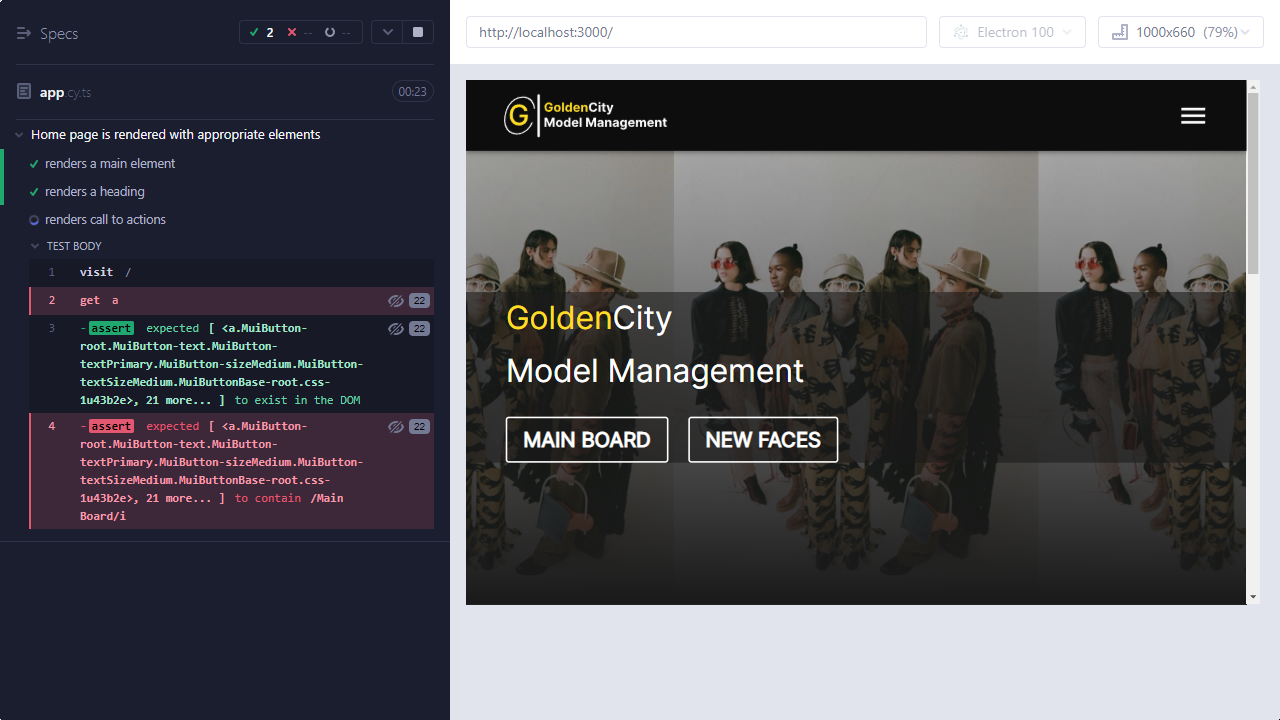 Specs
2 -- --
app.cy.ts
00:23
Home page is rendered with appropriate elements
renders a main element
renders a heading
renders call to actions
TEST BODY
1 visit /
2 get a 22
3 -assert expected [ <a.MuiButton- 22
root.MuiButton-text.MuiButton-
textPrimary.MuiButton-sizeMedium.MuiButton-
textSizeMedium.MuiButtonBase-root.css-
1u43b2e>, 21 more... ] to exist in the DOM
4 -assert expected [ <a.MuiButton- 22
root.MuiButton-text.MuiButton-
textPrimary.MuiButton-sizeMedium.MuiButton-
textSizeMedium.MuiButtonBase-root.css-
1u43b2e>, 21 more... ] to contain /Main
Board/i
http://localhost:3000/
Electron 100
1000x660 (79%)
G
GoldenCity
Model Management
GoldenCity
Model Management
MAIN BOARD
NEW FACES